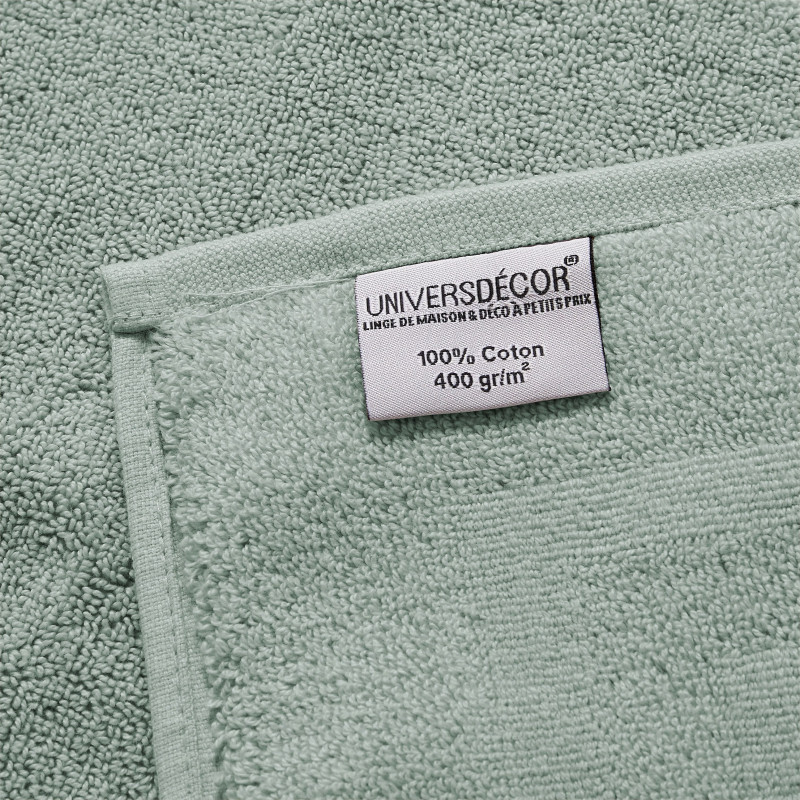 UNIVERSDÉCOR®
LINGE DE MAISON & DÉCO À PETITS PRIX
100% Coton
400 gr/m²